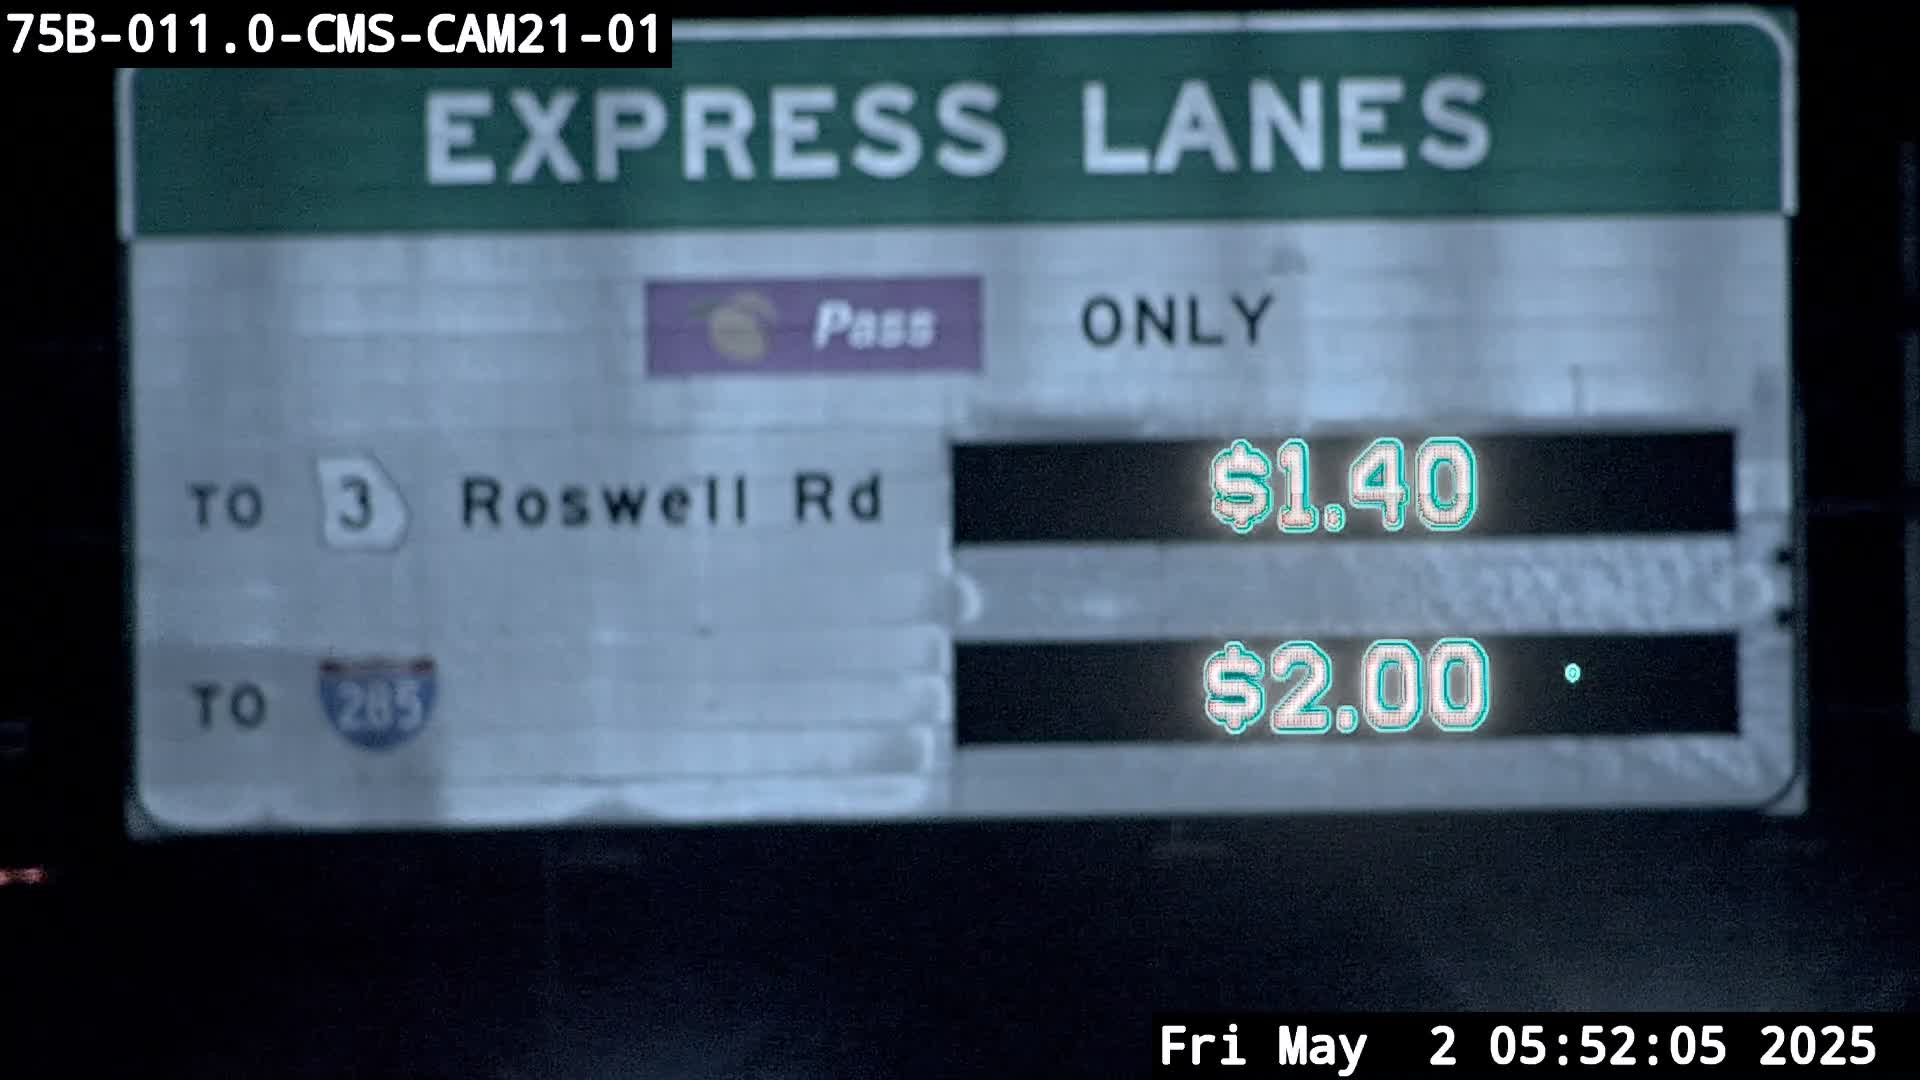 75B-011.0-CMS-CAM21-01
EXPRESS LANES
Pass ONLY
TO 3 Roswell Rd $1.40
TO 285 $2.00
Fri May 2 05:52:05 2025